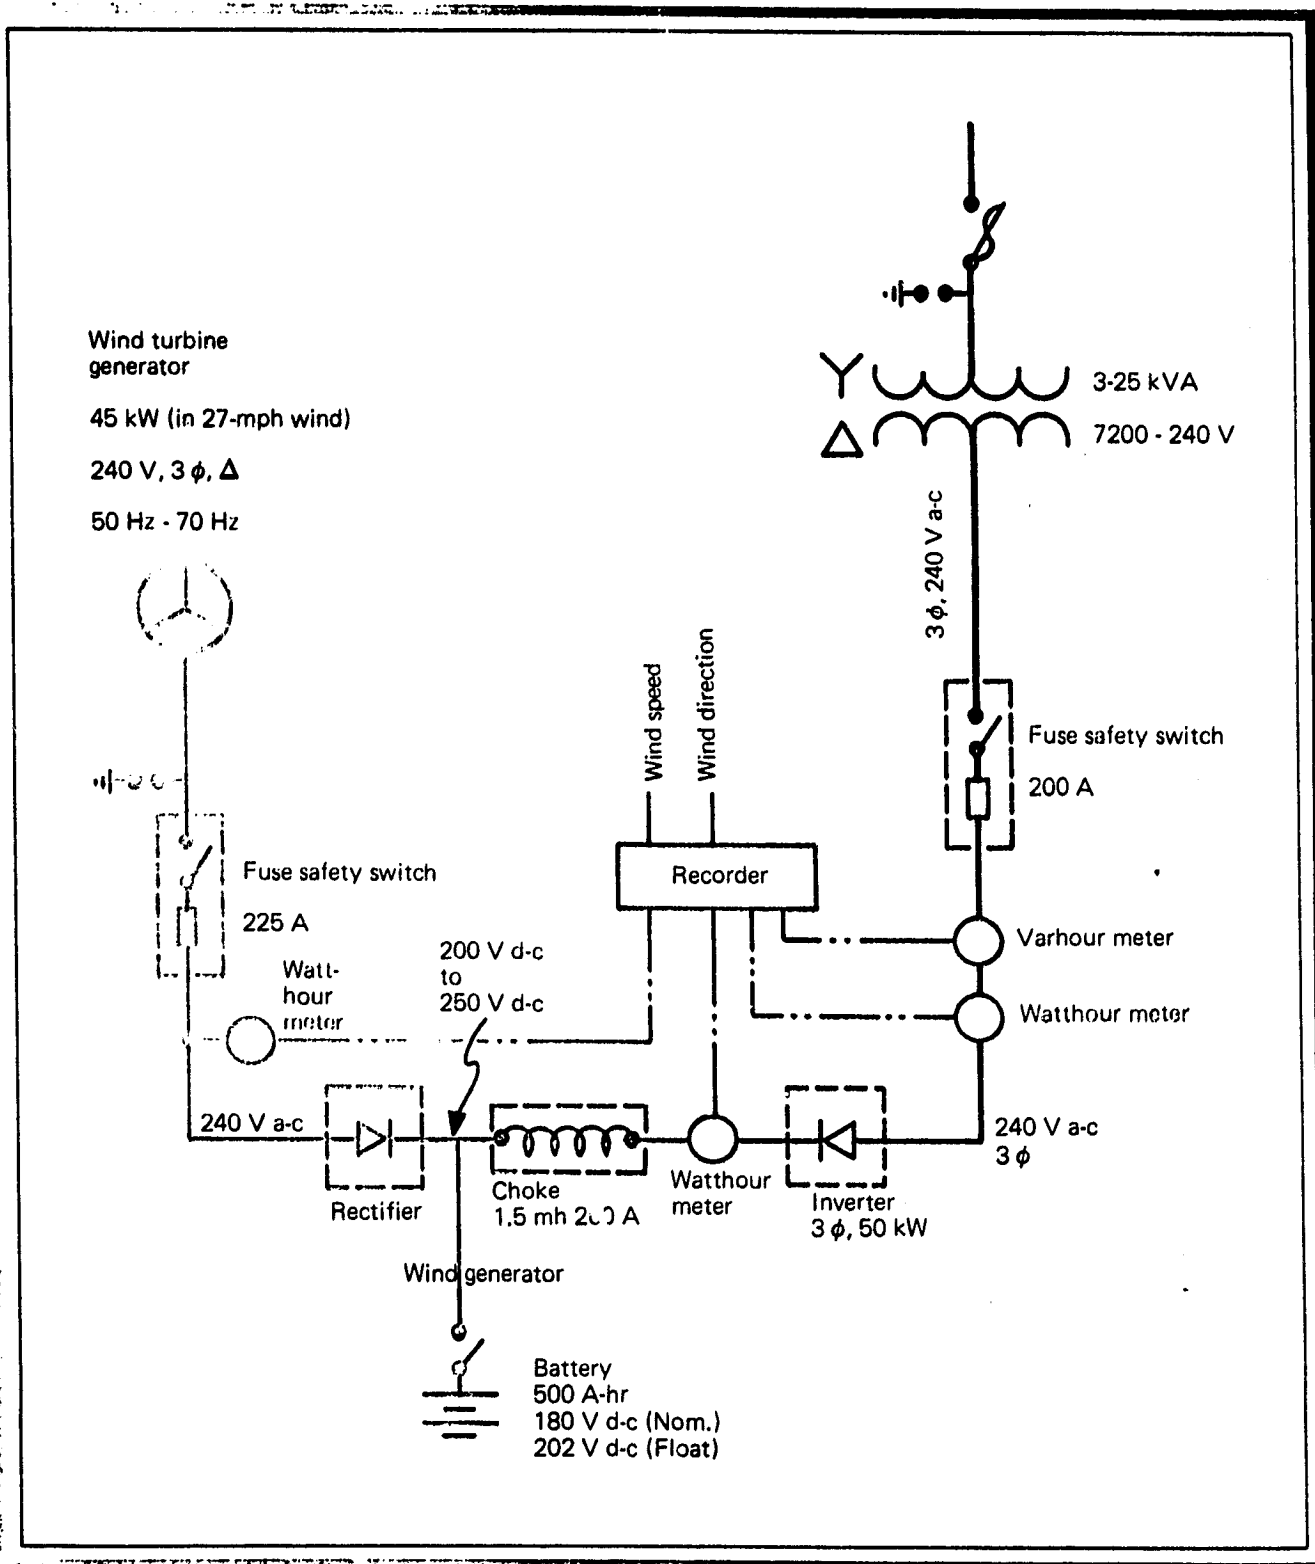 Wind turbine
generator
45 kW (in 27-mph wind)
240 V, 3 ϕ, Δ
50 Hz - 70 Hz
Y
Δ
3-25 kVA
7200 - 240 V
3 ϕ, 240 V a-c
Fuse safety switch
200 A
Wind speed
Wind direction
Recorder
Varhour meter
Watthour meter
Fuse safety switch
225 A
Watt-
hour
meter
200 V d-c
to
250 V d-c
240 V a-c
Rectifier
Choke
1.5 mh A
Watthour
meter
Inverter
3 ϕ, 50 kW
240 V a-c
3 ϕ
Wind generator
Battery
500 A-hr
180 V d-c (Nom.)
202 V d-c (Float)